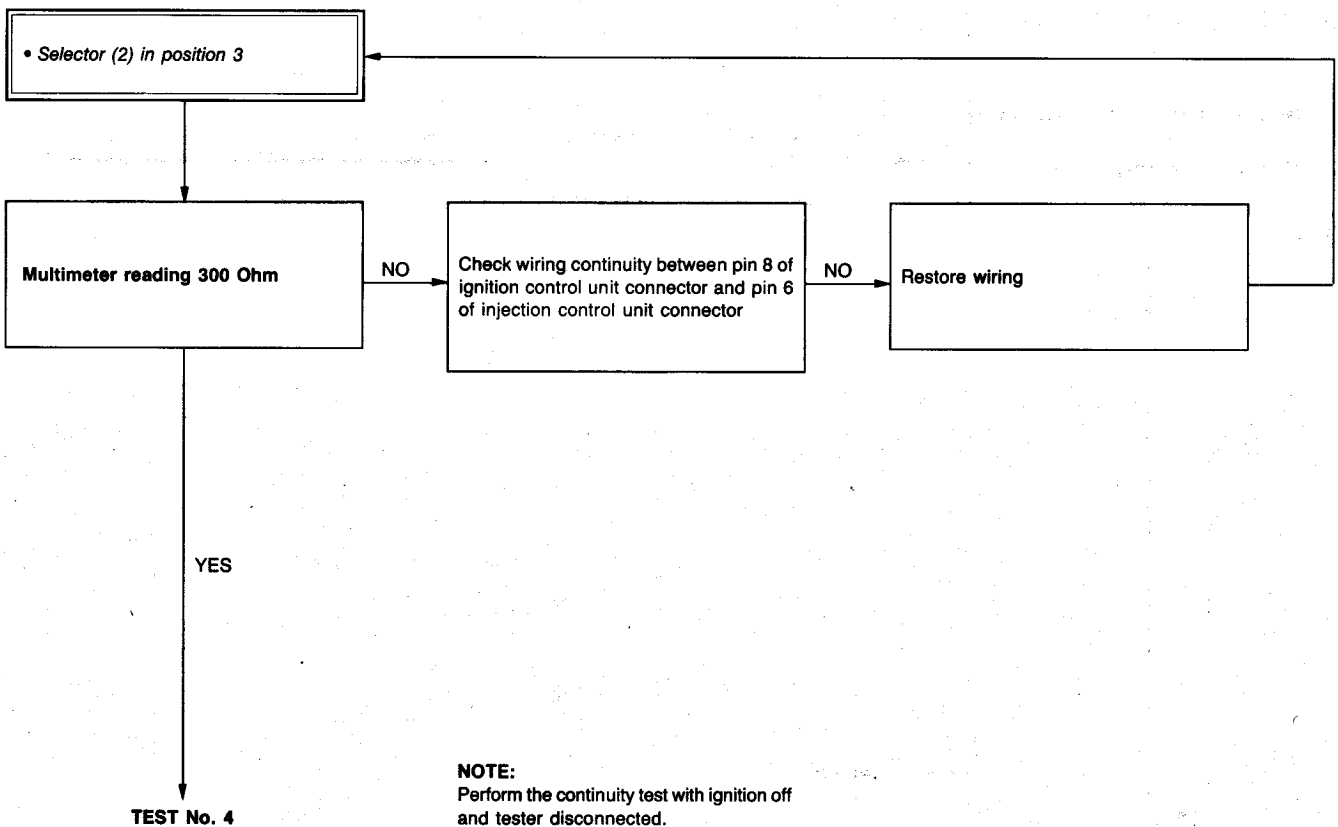 • Selector (2) in position 3
Multimeter reading 300 Ohm
NO
Check wiring continuity between pin 8 of
ignition control unit connector and pin 6
of injection control unit connector
NO
Restore wiring
YES
TEST No. 4
NOTE:
Perform the continuity test with ignition off
and tester disconnected.